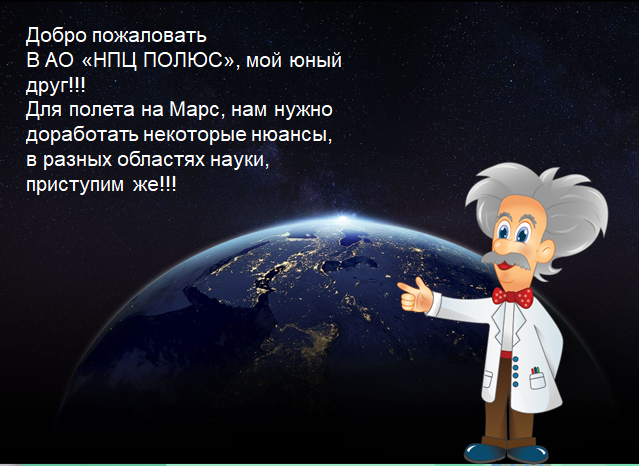 Добро пожаловать
В АО «НПЦ ПОЛЮС», мой юный
друг!!!
Для полета на Марс, нам нужно
доработать некоторые нюансы,
в разных областях науки,
приступим же!!!